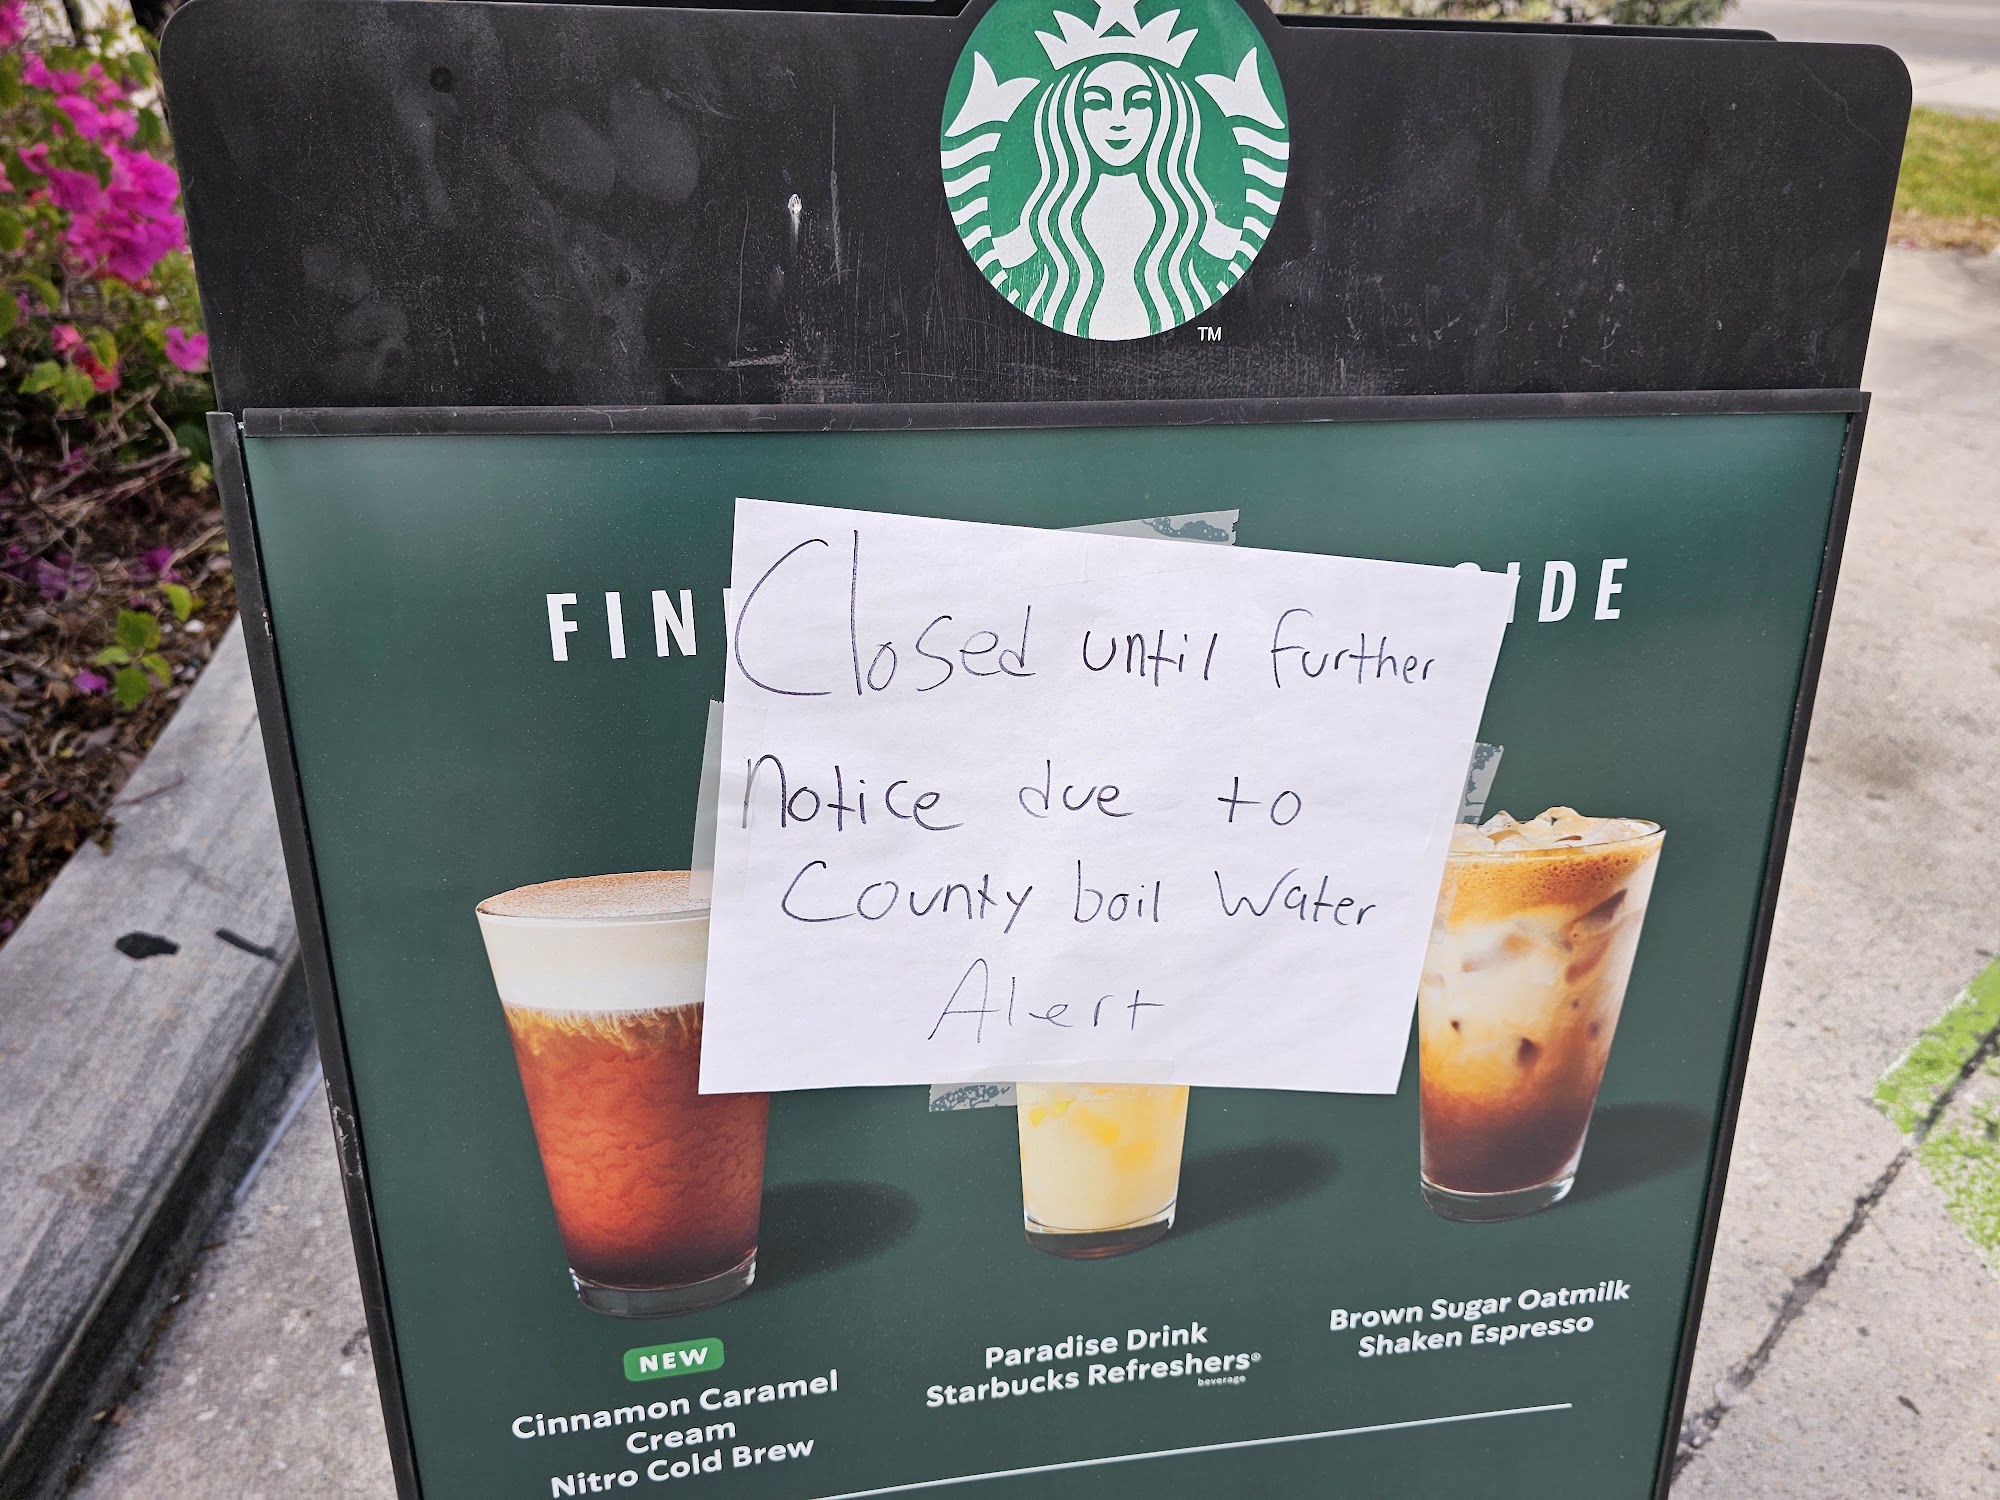 TM
FIN
IDE
Closed until further
notice due to
County boil water
Alert
NEW
Cinnamon Caramel
Cream
Nitro Cold Brew
Paradise Drink
Starbucks Refreshers®
beverage
Brown Sugar Oatmilk
Shaken Espresso